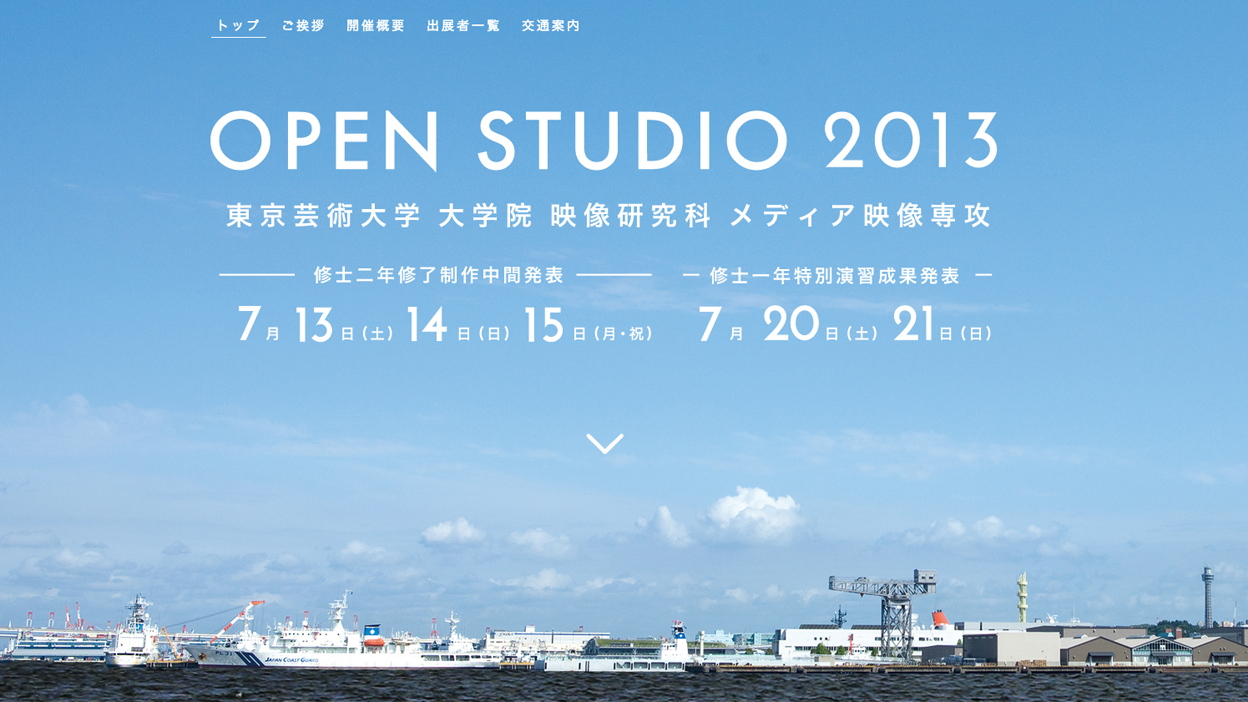 トップ ご挨拶 開催概要 出展者一覧 交通案内
OPEN STUDIO 2013
東京芸術大学 大学院 映像研究科 メディア映像専攻
修士二年修了制作中間発表
7月 13日(土) 14日(日) 15日(月・祝)
修士一年特別演習成果発表
7月 20日(土) 21日(日)
JAPAN COAST GUARD